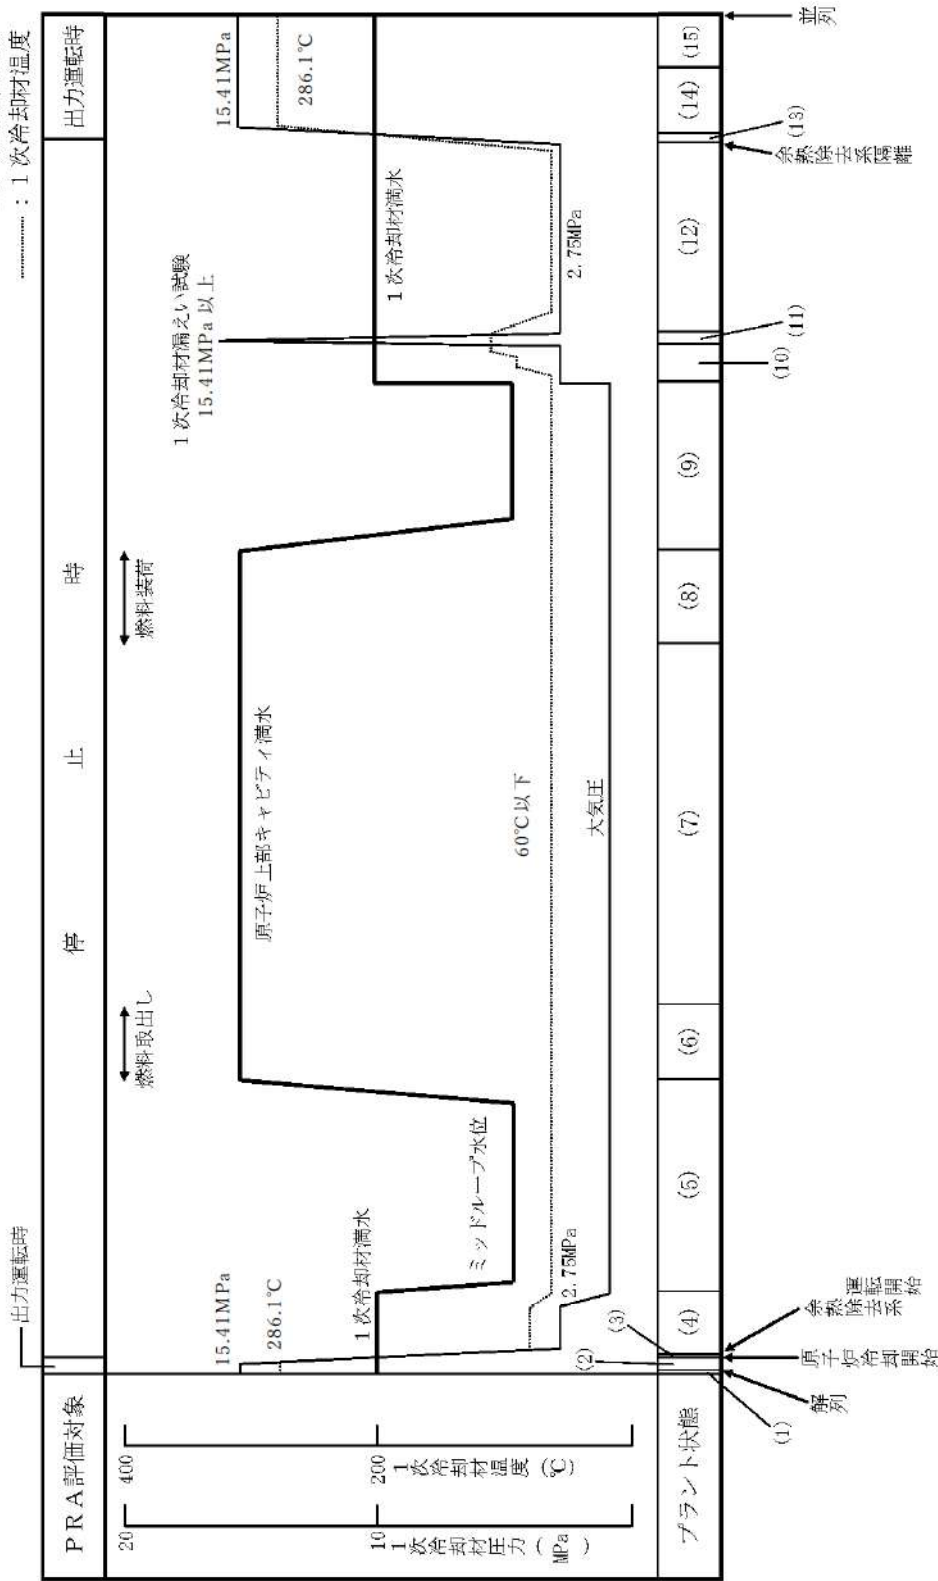 ‥‥‥‥ : 1 次冷却材温度
PRA評価対象
出力運転時
停 止 時
出力運転時
20
10
1次冷却材圧力(MPa)
400
200
1次冷却材温度(℃)
15.41MPa
286.1℃
1 次冷却材満水
2.75MPa
ミッドループ水位
燃料取出し
原子炉上部キャビティ満水
60℃以下
大気圧
燃料装荷
1 次冷却材漏えい試験
15.41MPa 以上
1 次冷却材満水
2.75MPa
15.41MPa
286.1℃
プラント状態
(1)
(2)
(3)
(4)
(5)
(6)
(7)
(8)
(9)
(10)
(11)
(12)
(13)
(14)
(15)
解列
原子炉冷却開始
余熱除去系
運転開始
余熱除去系隔離
並列